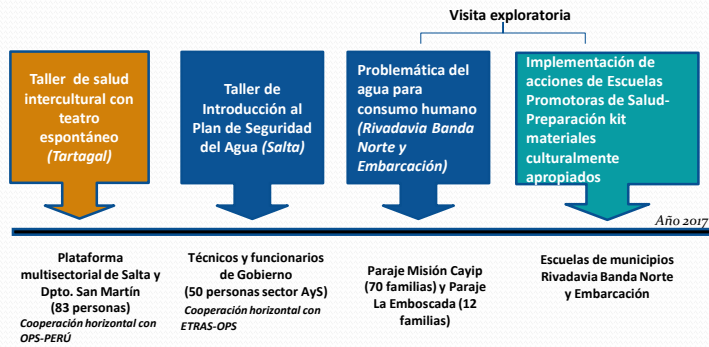 Visita exploratoria
Taller de salud
intercultural con
teatro
espontáneo
(Tartagal)
Taller de
Introducción al
Plan de Seguridad
del Agua (Salta)
Problemática del
agua para
consumo humano
(Rivadavia Banda
Norte y
Embarcación)
Implementación de
acciones de Escuelas
Promotoras de Salud-
Preparación kit
materiales
culturalmente
apropiados
Año 2017
Plataforma
multisectorial de Salta y
Dpto. San Martín
(83 personas)
Cooperación horizontal con
OPS-PERÚ
Técnicos y funcionarios
de Gobierno
(50 personas sector AyS)
Cooperación horizontal con
ETRAS-OPS
Paraje Misión Cayip
(70 familias) y Paraje
La Emboscada (12
familias)
Escuelas de municipios
Rivadavia Banda Norte
y Embarcación